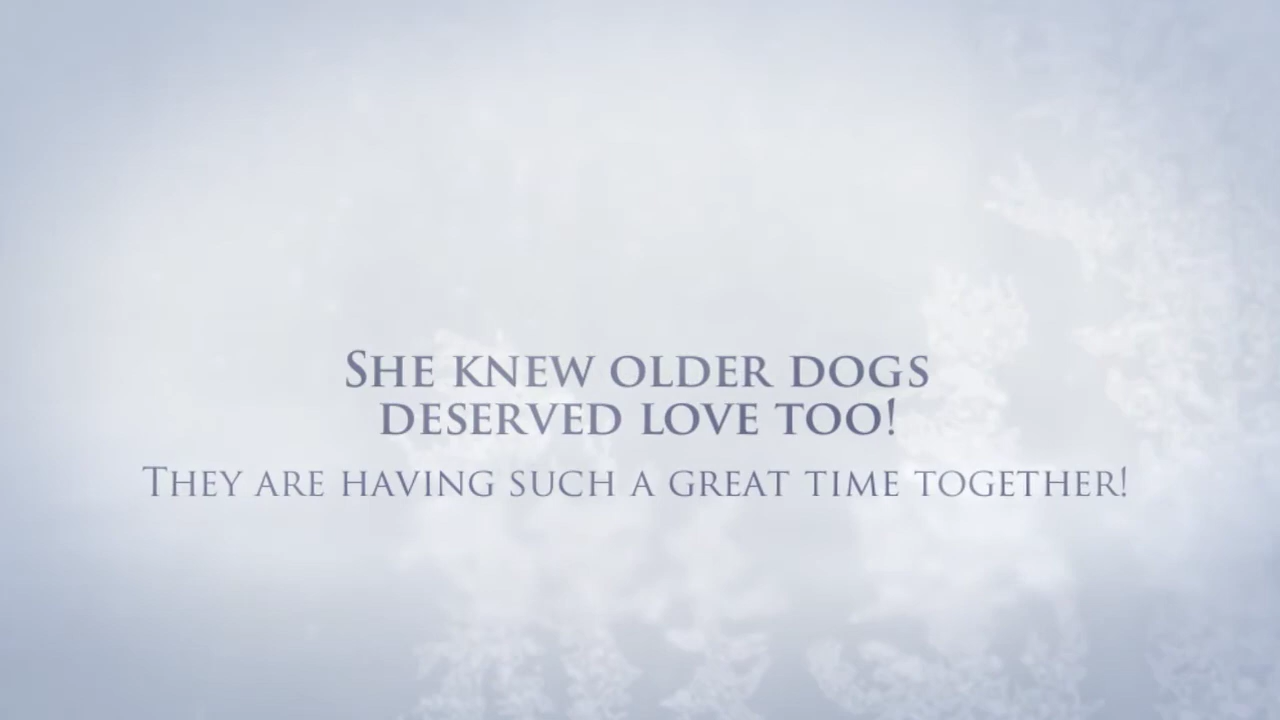 She knew older dogs
deserved love too!
They are having such a great time together!